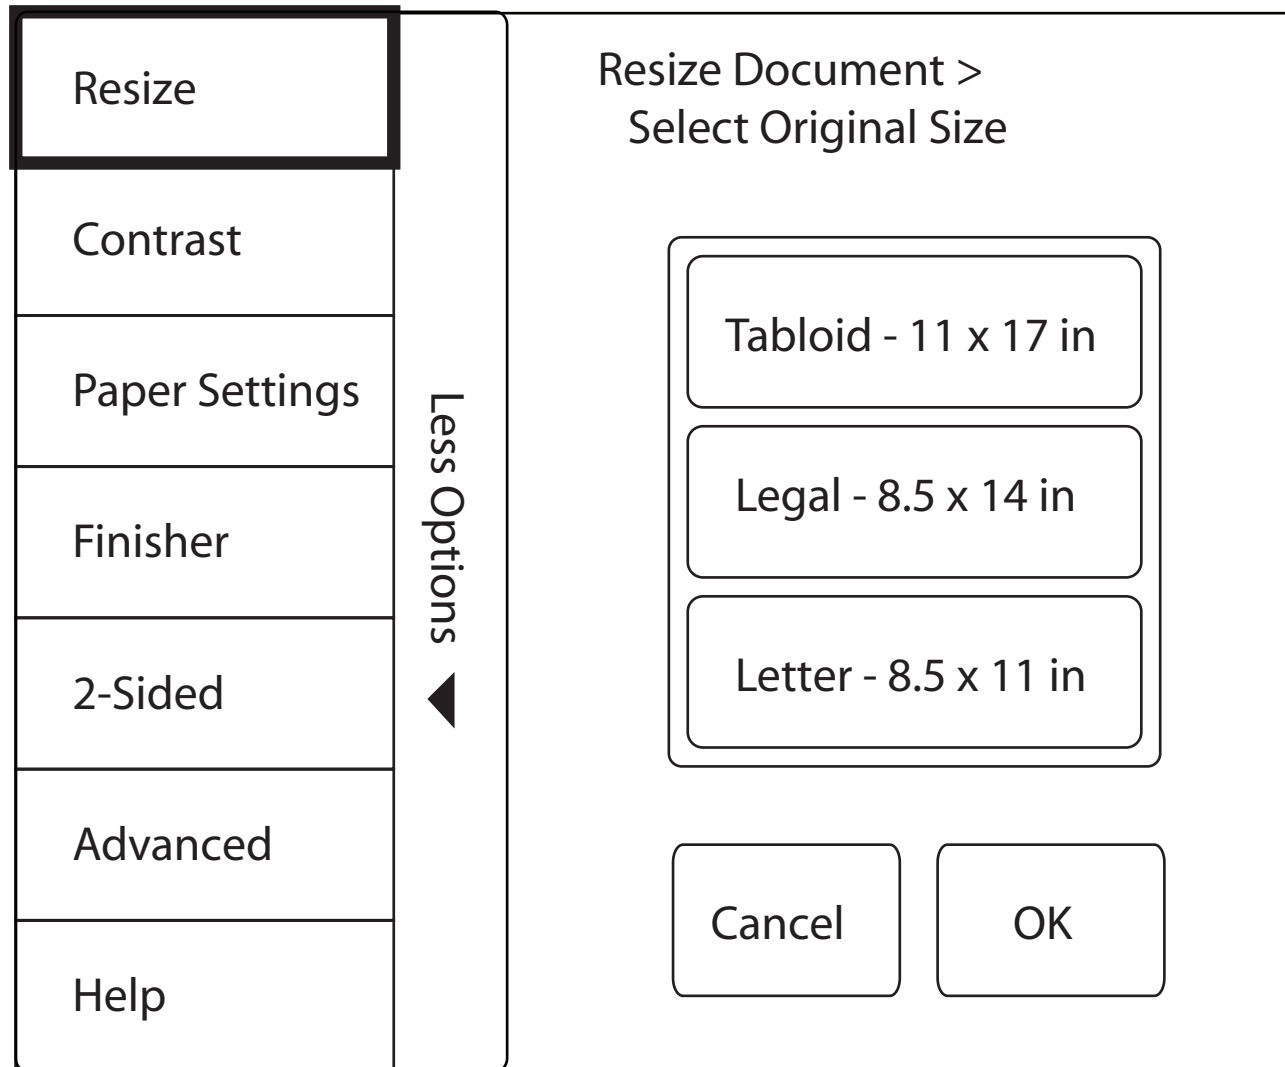 Resize
Contrast
Paper Settings
Finisher
2-Sided
Advanced
Help
Less Options
Resize Document >
Select Original Size
Tabloid - 11 x 17 in
Legal - 8.5 x 14 in
Letter - 8.5 x 11 in
Cancel
OK